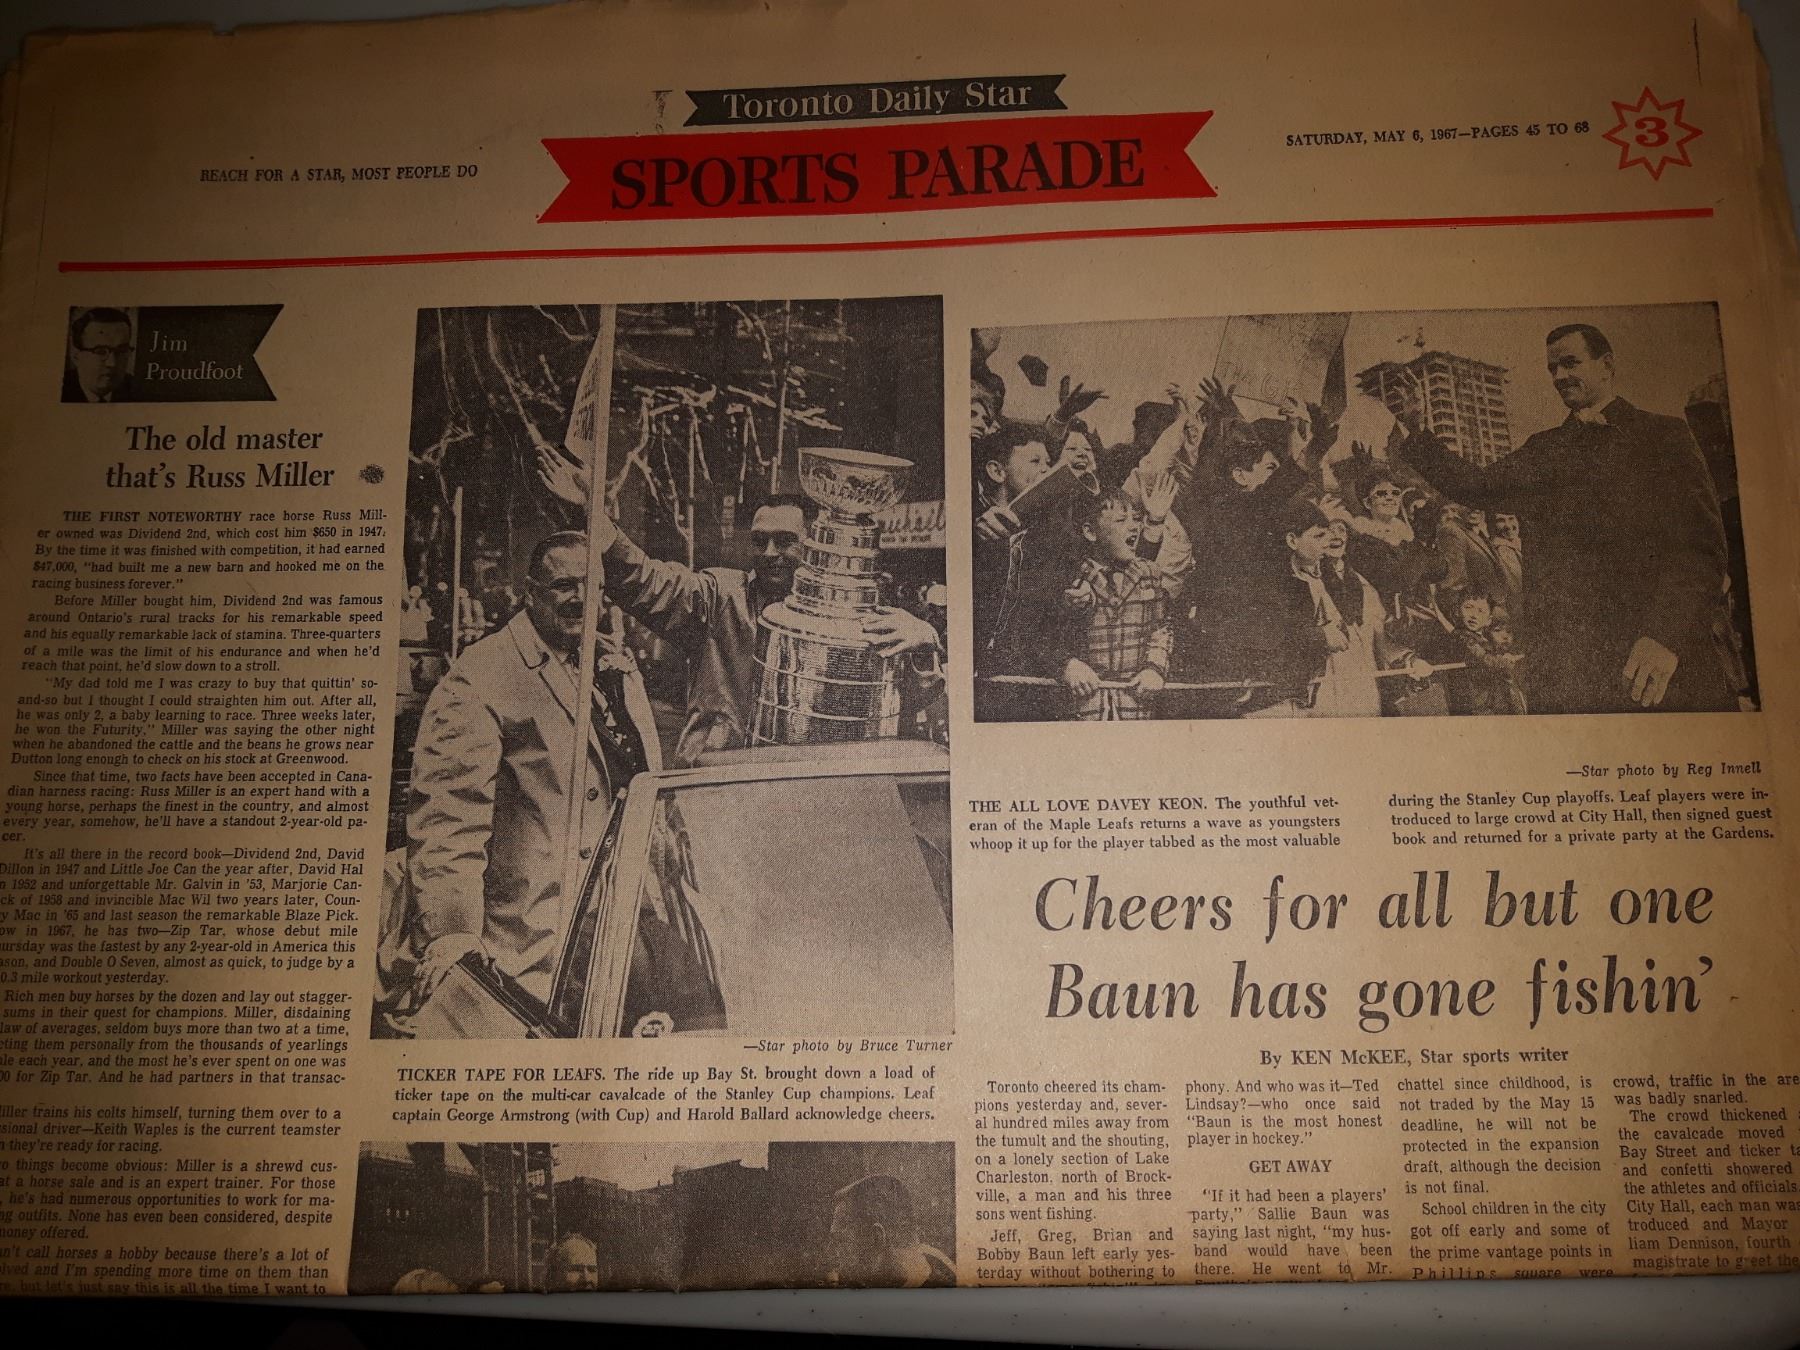 Toronto Daily Star
REACH FOR A STAR, MOST PEOPLE DO
SPORTS PARADE
SATURDAY, MAY 6, 1967—PAGES 45 TO 68
3
Jim
Proudfoot
The old master
that's Russ Miller
THE FIRST NOTEWORTHY race horse Russ Mill-
er owned was Dividend 2nd, which cost him $650 in 1947.
By the time it was finished with competition, it had earned
$47,000, "had built me a new barn and hooked me on the
racing business forever."
Before Miller bought him, Dividend 2nd was famous
around Ontario's rural tracks for his remarkable speed
and his equally remarkable lack of stamina. Three-quarters
of a mile was the limit of his endurance and when he'd
reach that point, he'd slow down to a stroll.
"My dad told me I was crazy to buy that quittin' so-
and-so but I thought I could straighten him out. After all,
he was only 2, a baby learning to race. Three weeks later,
he won the Futurity," Miller was saying the other night
when he abandoned the cattle and the beans he grows near
Dutton long enough to check on his stock at Greenwood.
Since that time, two facts have been accepted in Cana-
dian harness racing: Russ Miller is an expert hand with a
young horse, perhaps the finest in the country, and almost
every year, somehow, he'll have a standout 2-year-old pa-
cer.
It's all there in the record book—Dividend 2nd, David
Dillon in 1947 and Little Joe Can the year after, David Hal
1952 and unforgettable Mr. Galvin in '53, Marjorie Can-
of 1958 and invincible Mac Wil two years later, Coun-
Mac in '65 and last season the remarkable Blaze Pick.
in 1967, he has two—Zip Tar, whose debut mile
was the fastest by any 2-year-old in America this
and Double O Seven, almost as quick, to judge by a
0.3 mile workout yesterday.
Rich men buy horses by the dozen and lay out stagger-
sums in their quest for champions. Miller, disdaining
law of averages, seldom buys more than two at a time,
them personally from the thousands of yearlings
each year, and the most he's ever spent on one was
for Zip Tar. And he had partners in that transac-
trains his colts himself, turning them over to a
driver—Keith Waples is the current teamster
they're ready for racing.
things become obvious: Miller is a shrewd cus-
at a horse sale and is an expert trainer. For those
he's had numerous opportunities to work for ma-
outfits. None has even been considered, despite
money offered.
call horses a hobby because there's a lot of
and I'm spending more time on them than
but let's just say this is all the time I want to
—Star photo by Bruce Turner
TICKER TAPE FOR LEAFS. The ride up Bay St. brought down a load of
ticker tape on the multi-car cavalcade of the Stanley Cup champions. Leaf
captain George Armstrong (with Cup) and Harold Ballard acknowledge cheers.
—Star photo by Reg Innell
THE ALL LOVE DAVEY KEON. The youthful vet-
eran of the Maple Leafs returns a wave as youngsters
whoop it up for the player tabbed as the most valuable
during the Stanley Cup playoffs. Leaf players were in-
troduced to large crowd at City Hall, then signed guest
book and returned for a private party at the Gardens.
Cheers for all but one
Baun has gone fishin'
By KEN McKEE, Star sports writer
Toronto cheered its cham-
pions yesterday and, sever-
al hundred miles away from
the tumult and the shouting,
on a lonely section of Lake
Charleston, north of Brock-
ville, a man and his three
sons went fishing.
Jeff, Greg, Brian and
Bobby Baun left early yes-
terday without bothering to
phony. And who was it—Ted
Lindsay?—who once said
"Baun is the most honest
player in hockey."
GET AWAY
"If it had been a players'
party," Sallie Baun was
saying last night, "my hus-
band would have been
there. He went to Mr.
chattel since childhood, is
not traded by the May 15
deadline, he will not be
protected in the expansion
draft, although the decision
is not final.
School children in the city
got off early and some of
the prime vantage points in
Phillips square were
crowd, traffic in the
was badly snarled.
The crowd thickened
the cavalcade moved
Bay Street and ticker
and confetti showered
the athletes and officials.
City Hall, each man
troduced and Mayor
liam Dennison, fourth
magistrate to greet the